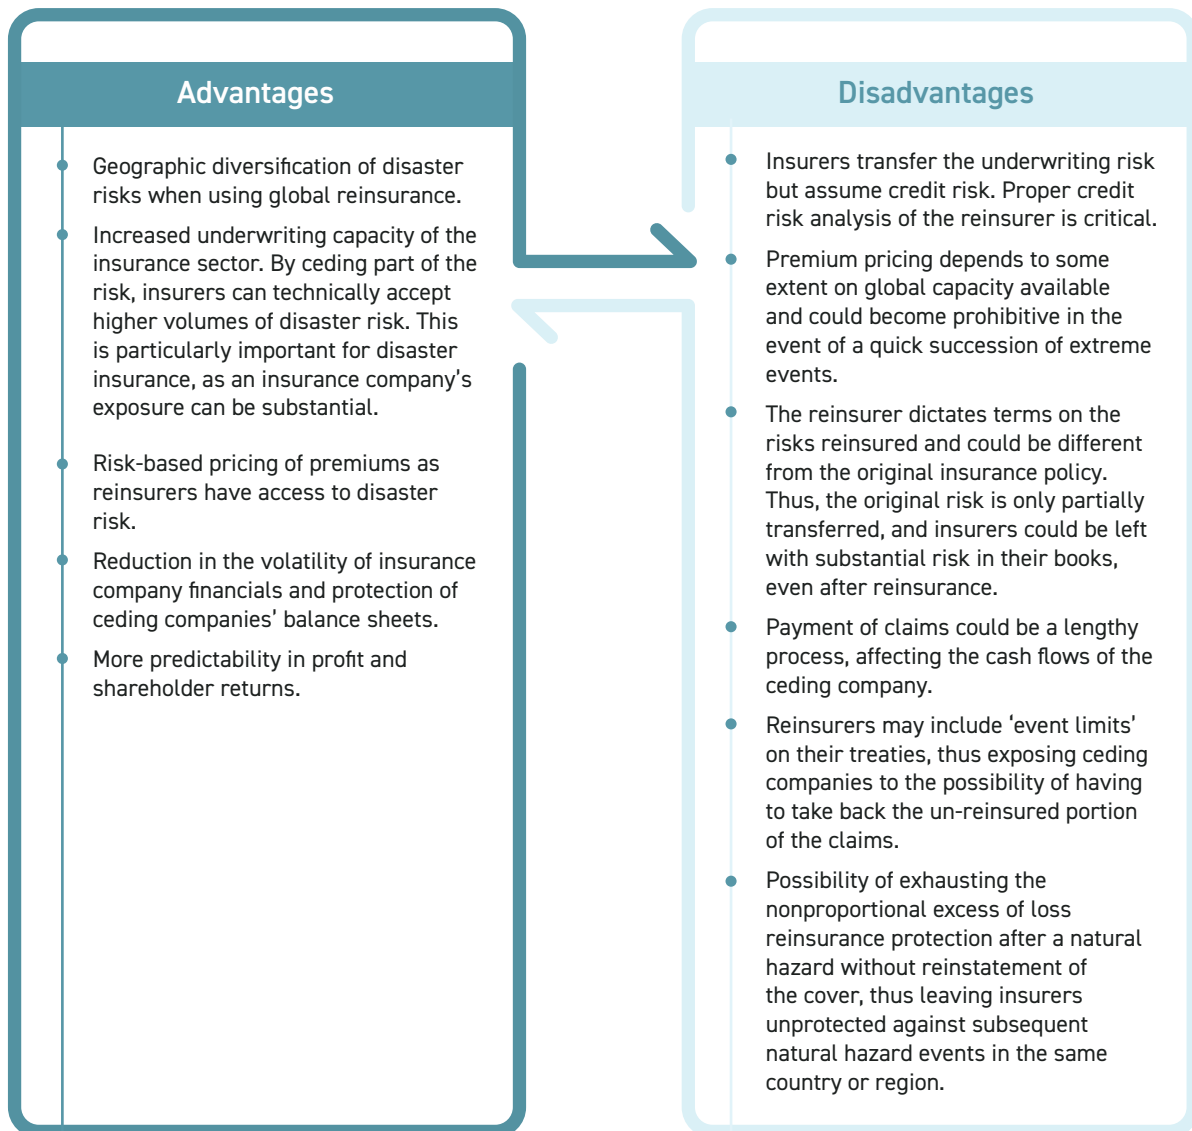 Advantages
Geographic diversification of disaster
risks when using global reinsurance.
Increased underwriting capacity of the
insurance sector. By ceding part of the
risk, insurers can technically accept
higher volumes of disaster risk. This
is particularly important for disaster
insurance, as an insurance company's
exposure can be substantial.
Risk-based pricing of premiums as
reinsurers have access to disaster
risk.
Reduction in the volatility of insurance
company financials and protection of
ceding companies' balance sheets.
More predictability in profit and
shareholder returns.
Disadvantages
Insurers transfer the underwriting risk
but assume credit risk. Proper credit
risk analysis of the reinsurer is critical.
Premium pricing depends to some
extent on global capacity available
and could become prohibitive in the
event of a quick succession of extreme
events.
The reinsurer dictates terms on the
risks reinsured and could be different
from the original insurance policy.
Thus, the original risk is only partially
transferred, and insurers could be left
with substantial risk in their books,
even after reinsurance.
Payment of claims could be a lengthy
process, affecting the cash flows of the
ceding company.
Reinsurers may include 'event limits'
on their treaties, thus exposing ceding
companies to the possibility of having
to take back the un-reinsured portion
of the claims.
Possibility of exhausting the
nonproportional excess of loss
reinsurance protection after a natural
hazard without reinstatement of
the cover, thus leaving insurers
unprotected against subsequent
natural hazard events in the same
country or region.